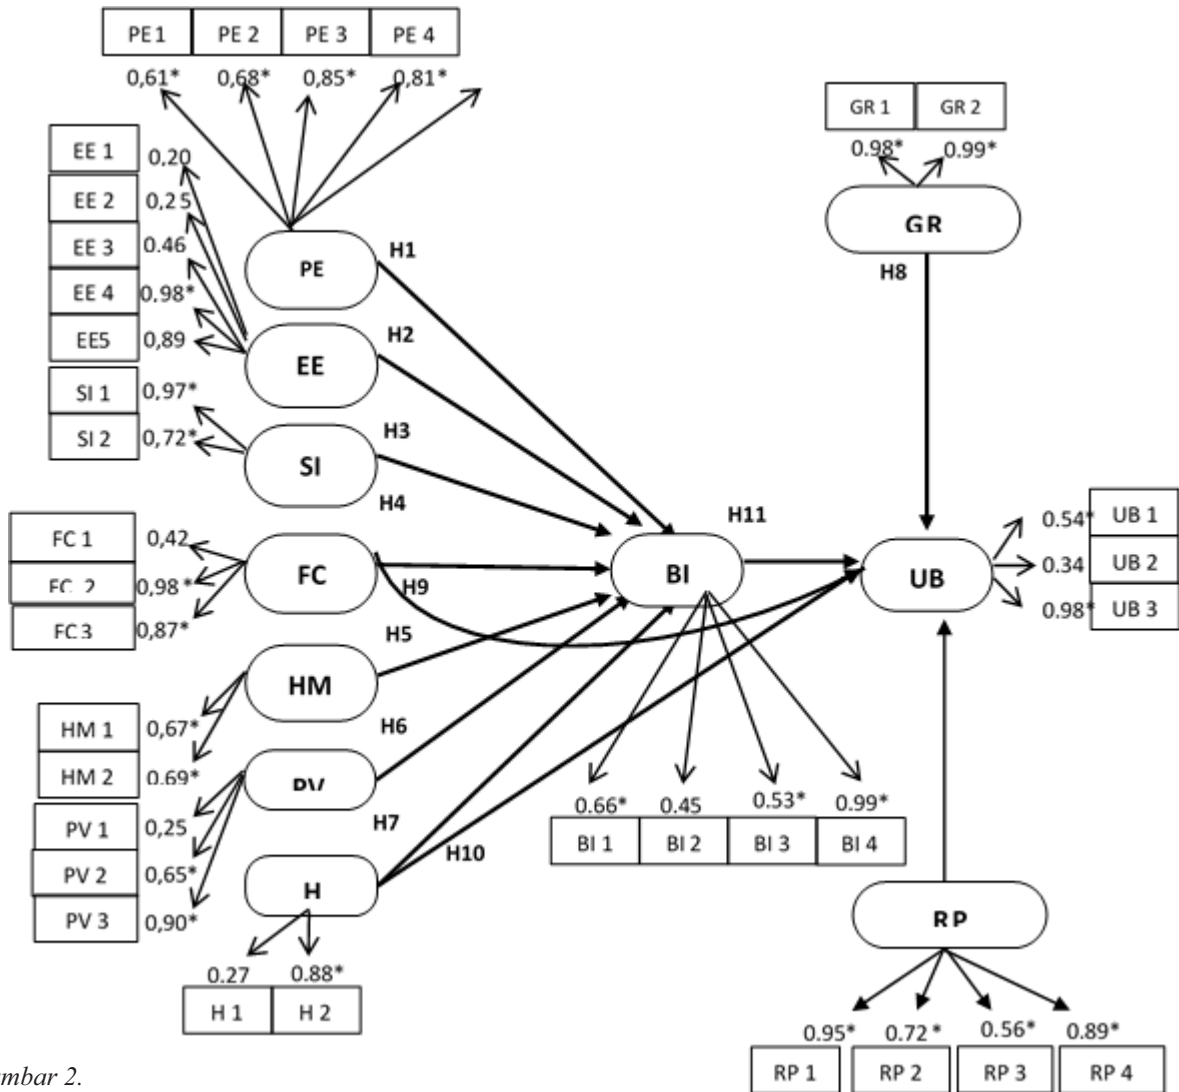 PE 1 PE 2 PE 3 PE 4
0,61* 0,68* 0,85* 0,81*
GR 1 GR 2
0.98* 0.99*
EE 1 0,20
EE 2 0,25
EE 3 0.46
EE 4 0,98*
EE5 0,89
SI 1 0.97*
SI 2 0,72*
PE
H1
EE
H2
SI
H3
H4
GR
H8
FC 1 0,42
FC 2 0,98*
FC 3 0,87*
FC
H9
H5
BI
H11
UB
0.54* UB 1
0.34 UB 2
0.98* UB 3
HM
H6
HM 1 0,67*
HM 2 0.69*
PV
H7
PV 1 0,25
PV 2 0,65*
PV 3 0,90*
H
H10
0.66* 0.45 0.53* 0.99*
BI 1 BI 2 BI 3 BI 4
0.27 0.88*
H 1 H 2
RP
0.95* 0.72* 0.56* 0.89*
RP 1 RP 2 RP 3 RP 4
mbar 2.